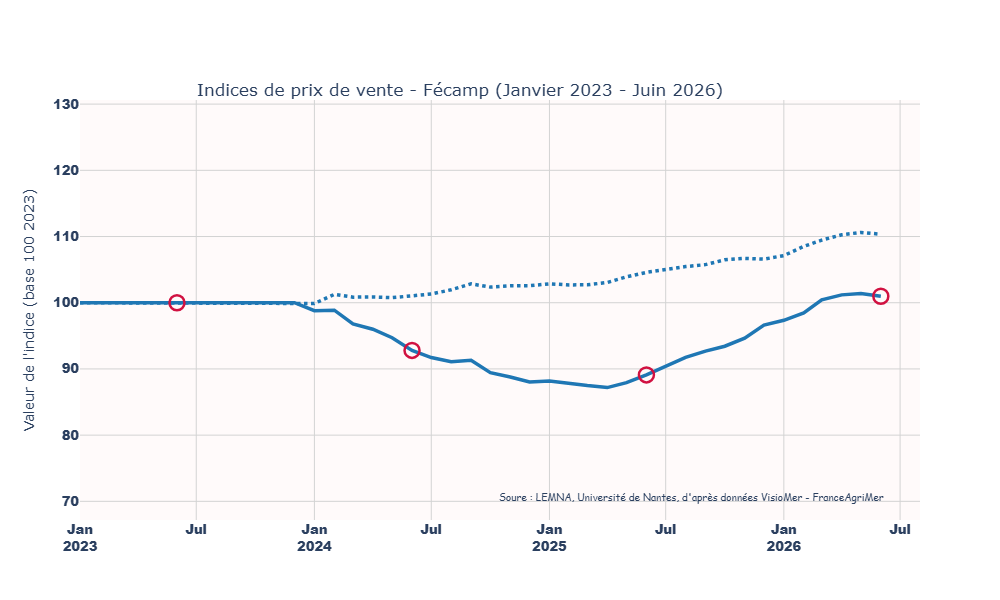 Indices de prix de vente - Fécamp (Janvier 2023 - Juin 2026)
Valeur de l'indice (base 100 2023)
130
120
110
100
90
80
70
Soure : LEMNA, Université de Nantes, d'après données VisioMer - FranceAgriMer
Jan Jul Jan Jul Jan Jul Jan Jul
2023 2024 2025 2026